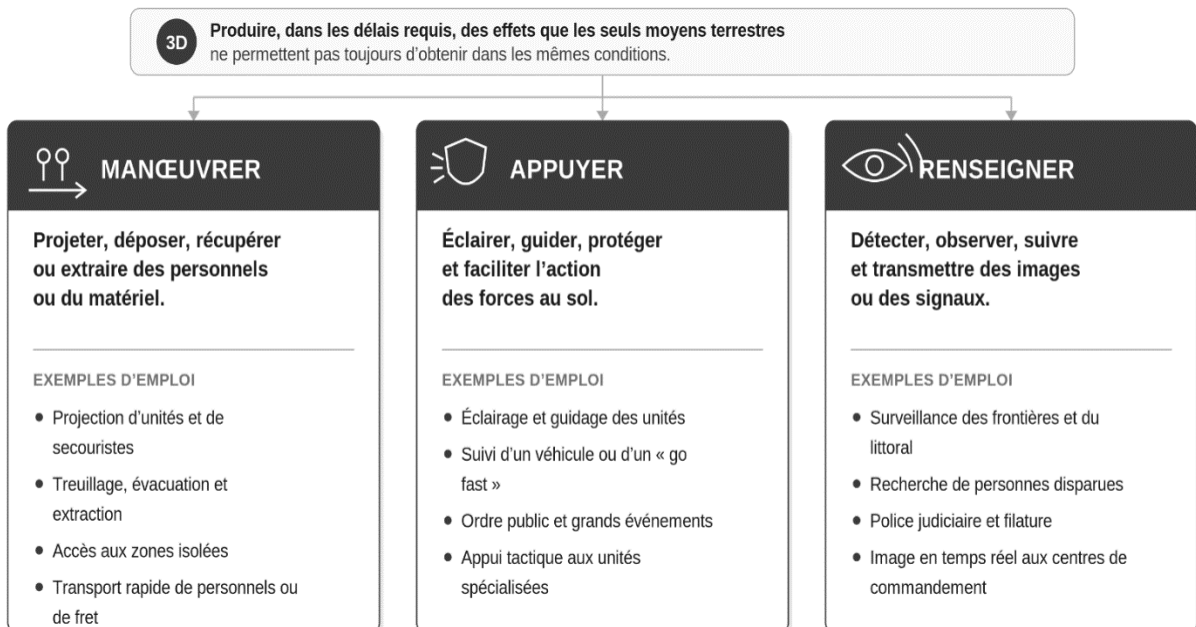 3D
Produire, dans les délais requis, des effets que les seuls moyens terrestres
ne permettent pas toujours d’obtenir dans les mêmes conditions.
MANŒUVRER
Projeter, déposer, récupérer
ou extraire des personnels
ou du matériel.
EXEMPLES D’EMPLOI
• Projection d’unités et de
secouristes
• Treuillage, évacuation et
extraction
• Accès aux zones isolées
• Transport rapide de personnels ou
de fret
APPUYER
Éclairer, guider, protéger
et faciliter l’action
des forces au sol.
EXEMPLES D’EMPLOI
• Éclairage et guidage des unités
• Suivi d’un véhicule ou d’un « go
fast »
• Ordre public et grands événements
• Appui tactique aux unités
spécialisées
RENSEIGNER
Détecter, observer, suivre
et transmettre des images
ou des signaux.
EXEMPLES D’EMPLOI
• Surveillance des frontières et du
littoral
• Recherche de personnes disparues
• Police judiciaire et filature
• Image en temps réel aux centres de
commandement